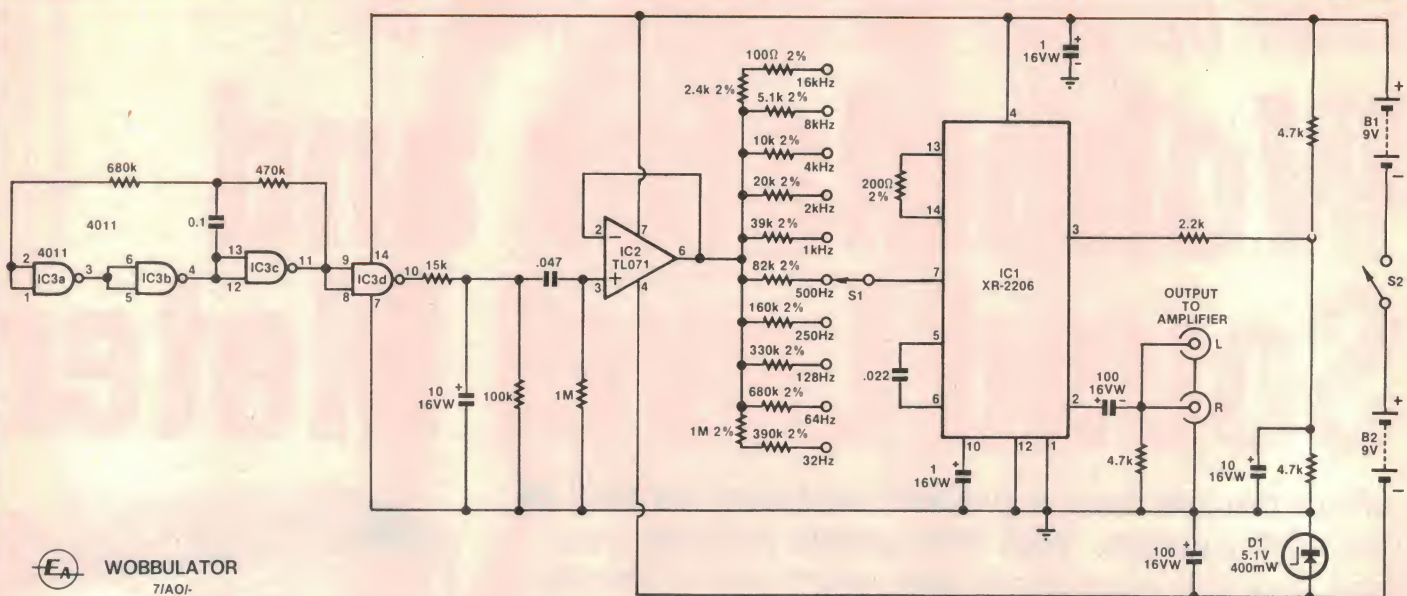 680k
470k
4011
0.1
4011
IC3a
2
1
3
IC3b
6
5
4
IC3c
13
12
11
IC3d
9
8
14
7
10
15k
10
16VW
+
100k
.047
1M
2
3
−
+
IC2
TL071
7
4
6
100Ω 2%
16kHz
2.4k 2%
5.1k 2%
8kHz
10k 2%
4kHz
20k 2%
2kHz
39k 2%
1kHz
82k 2%
500Hz
160k 2%
250Hz
330k 2%
128Hz
680k 2%
64Hz
1M 2%
390k 2%
32Hz
S1
1
16VW
+
−
4
13
200Ω
2%
14
7
5
.022
6
IC1
XR-2206
3
2
10
12
1
1
16VW
+
2.2k
OUTPUT
TO
AMPLIFIER
L
R
100
16VW
+
−
4.7k
4.7k
10
16VW
+
4.7k
100
16VW
+
D1
5.1V
400mW
+
B1
9V
−
S2
+
B2
9V
−
EA
WOBBULATOR
7/AO/-